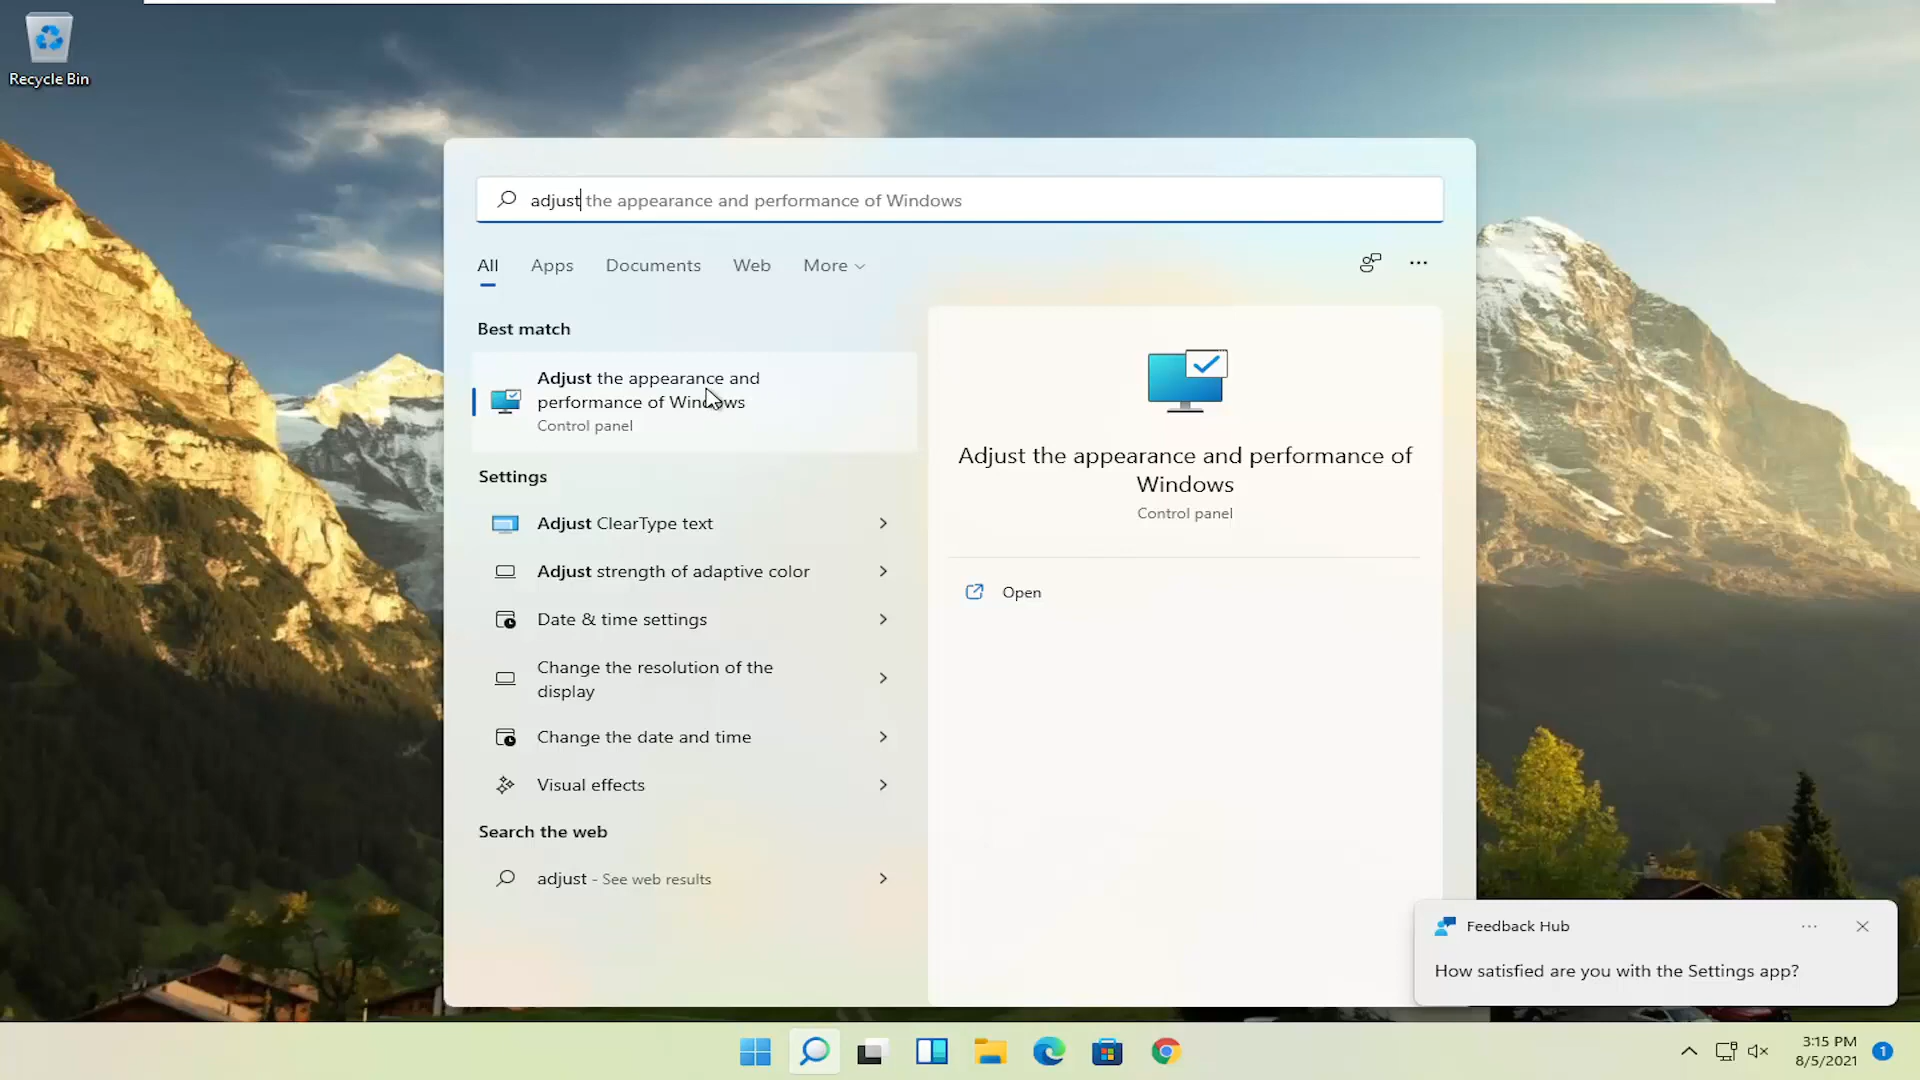 Recycle Bin
adjust the appearance and performance of Windows
All Apps Documents Web More
Best match
Adjust the appearance and
performance of Windows
Control panel
Settings
Adjust ClearType text
Adjust strength of adaptive color
Date & time settings
Change the resolution of the
display
Change the date and time
Visual effects
Search the web
adjust - See web results
Adjust the appearance and performance of
Windows
Control panel
Open
Feedback Hub
How satisfied are you with the Settings app?
3:15 PM
8/5/2021
1